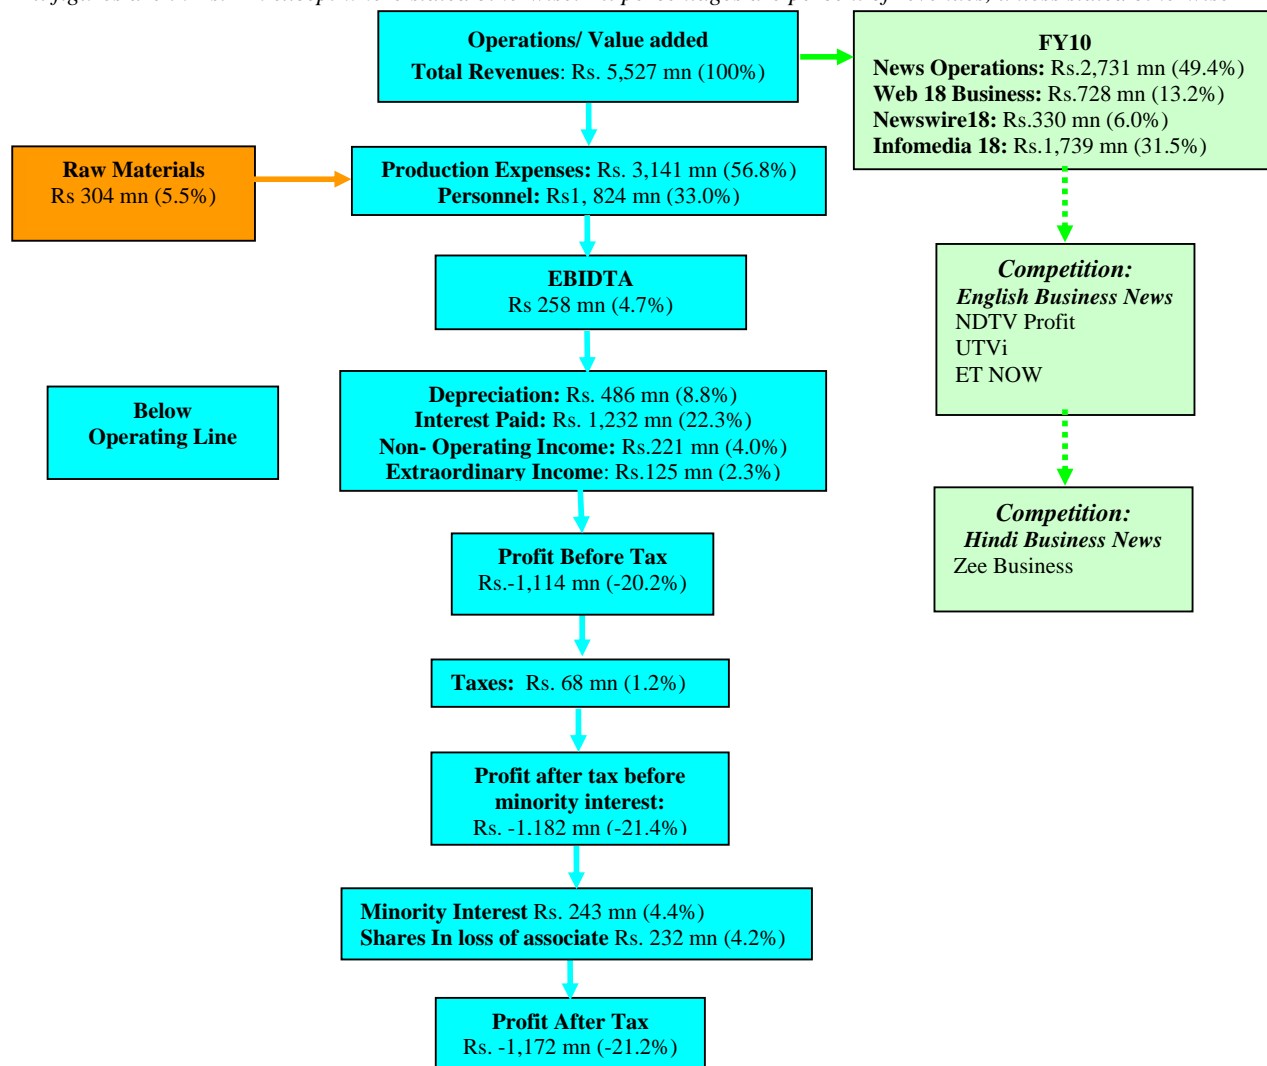 Operations/ Value added
Total Revenues: Rs. 5,527 mn (100%)
FY10
News Operations: Rs.2,731 mn (49.4%)
Web 18 Business: Rs.728 mn (13.2%)
Newswire18: Rs.330 mn (6.0%)
Infomedia 18: Rs.1,739 mn (31.5%)
Raw Materials
Rs 304 mn (5.5%)
Production Expenses: Rs. 3,141 mn (56.8%)
Personnel: Rs1, 824 mn (33.0%)
EBIDTA
Rs 258 mn (4.7%)
Competition:
English Business News
NDTV Profit
UTVi
ET NOW
Below
Operating Line
Depreciation: Rs. 486 mn (8.8%)
Interest Paid: Rs. 1,232 mn (22.3%)
Non- Operating Income: Rs.221 mn (4.0%)
Extraordinary Income: Rs.125 mn (2.3%)
Competition:
Hindi Business News
Zee Business
Profit Before Tax
Rs.-1,114 mn (-20.2%)
Taxes: Rs. 68 mn (1.2%)
Profit after tax before
minority interest:
Rs. -1,182 mn (-21.4%)
Minority Interest Rs. 243 mn (4.4%)
Shares In loss of associate Rs. 232 mn (4.2%)
Profit After Tax
Rs. -1,172 mn (-21.2%)